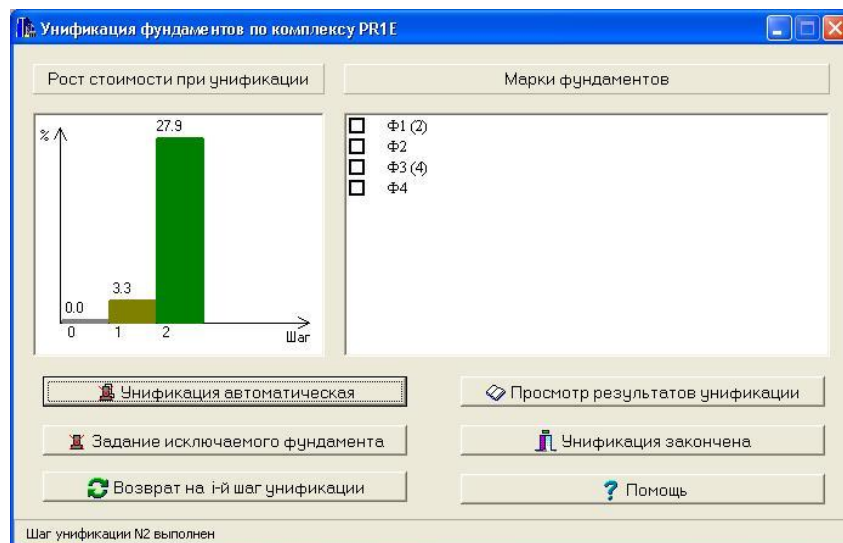 Унификация фундаментов по комплексу PR1E
Рост стоимости при унификации
Марки фундаментов
%
27.9
3.3
0.0
0 1 2
Шаг
Ф1 (2)
Ф2
Ф3 (4)
Ф4
Унификация автоматическая
Просмотр результатов унификации
Задание исключаемого фундамента
Унификация закончена
Возврат на i-й шаг унификации
? Помощь
Шаг унификации N2 выполнен